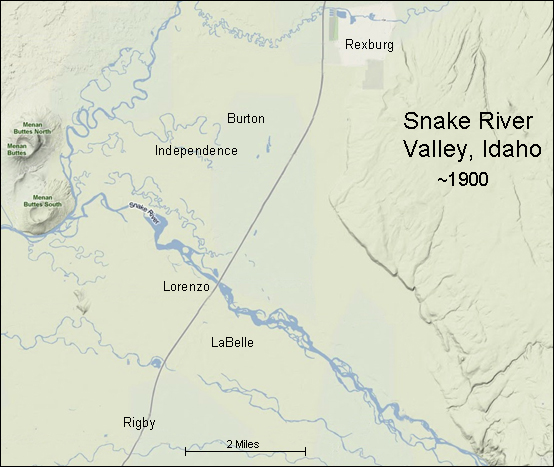 Rexburg
Snake River
Valley, Idaho
~1900
Burton
Independence
Menan
Buttes North
Menan
Buttes
Menan
Buttes South
Snake River
Lorenzo
LaBelle
Rigby
2 Miles